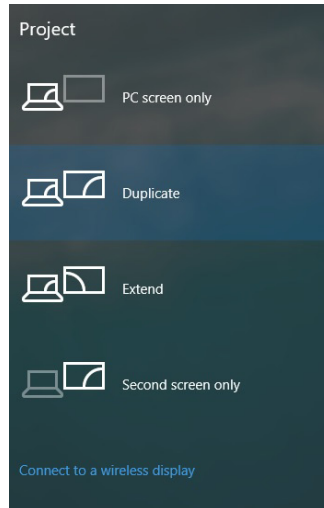 Project
PC screen only
Duplicate
Extend
Second screen only
Connect to a wireless display